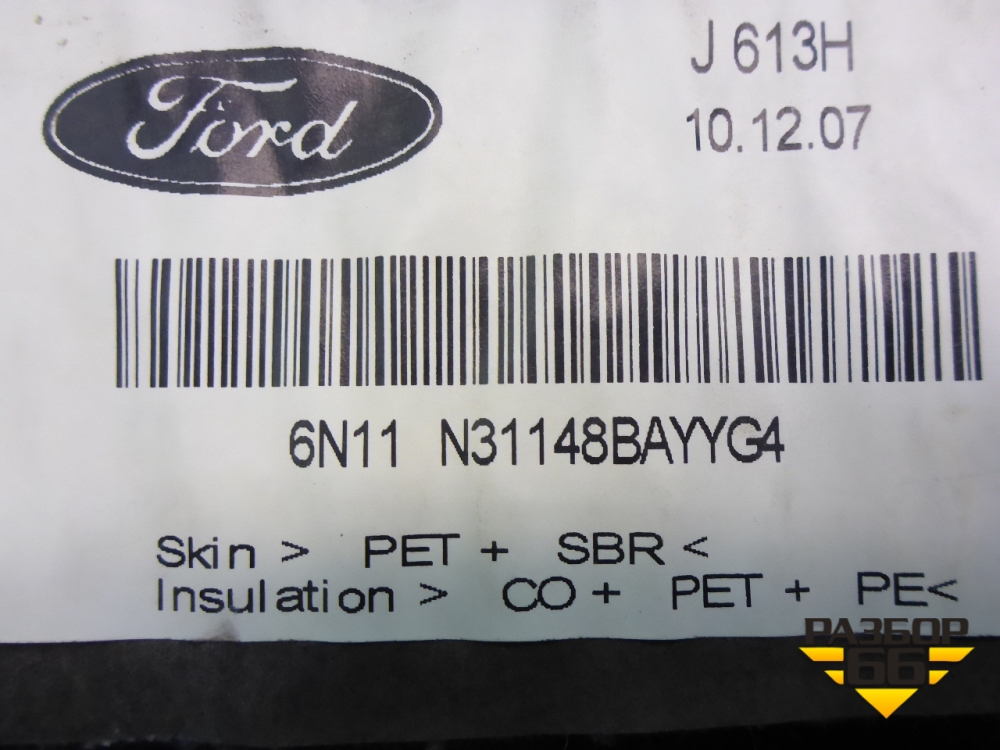 Ford
J 613H
10.12.07
6N11 N31148BAYYG4
Skin > PET + SBR <
Insulation > CO + PET + PE<
РАЗБОР
66